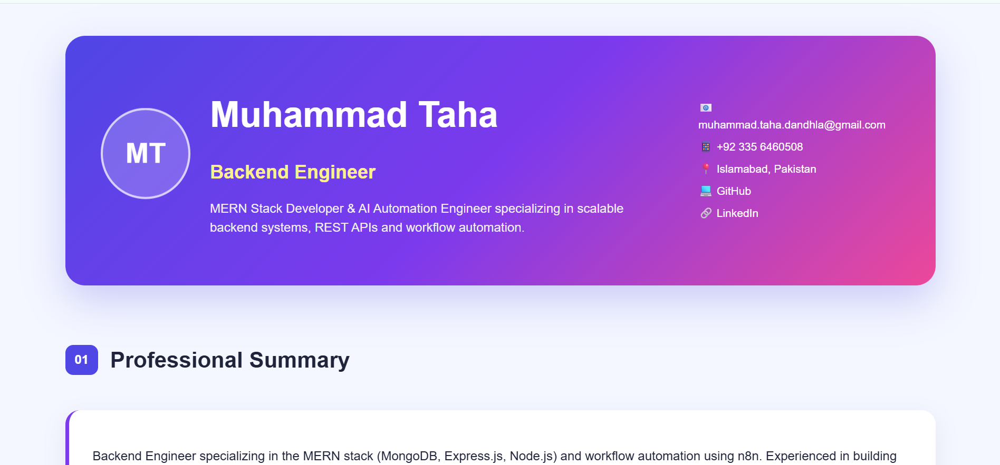 MT
Muhammad Taha
Backend Engineer
MERN Stack Developer & AI Automation Engineer specializing in scalable
backend systems, REST APIs and workflow automation.
muhammad.taha.dandhla@gmail.com
+92 335 6460508
Islamabad, Pakistan
GitHub
LinkedIn
01 Professional Summary
Backend Engineer specializing in the MERN stack (MongoDB, Express.js, Node.js) and workflow automation using n8n. Experienced in building